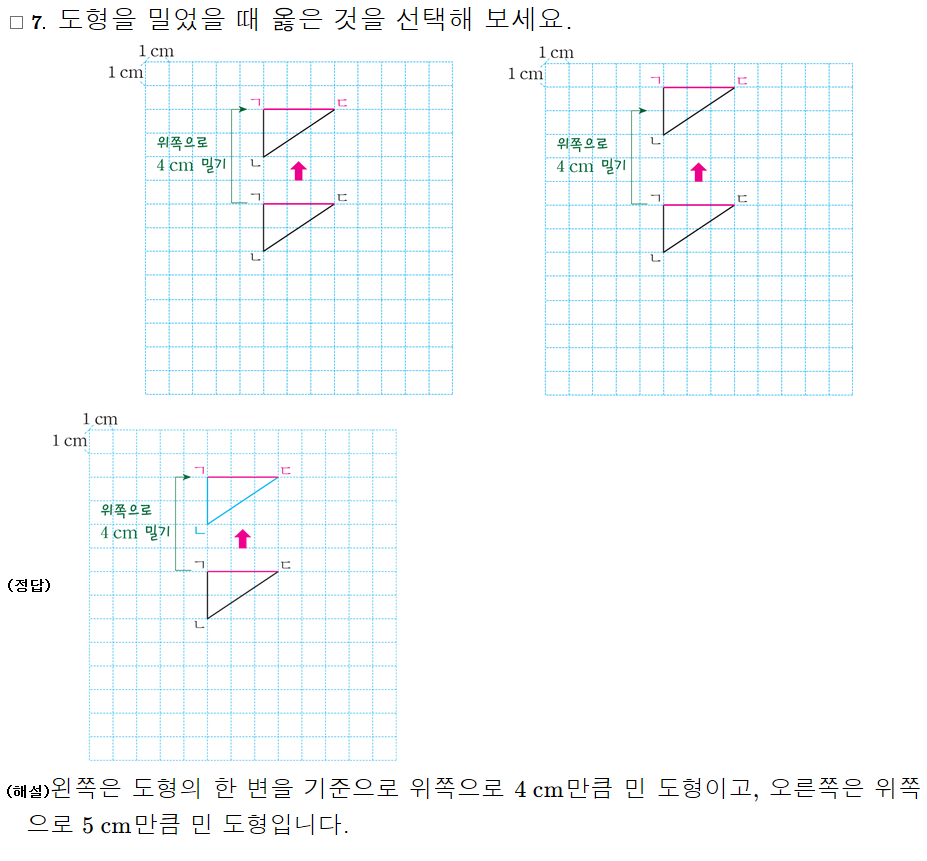 □ 7. 도형을 밀었을 때 옳은 것을 선택해 보세요.
1 cm
1 cm
ㄱ
ㄷ
위쪽으로
4 cm 밀기
ㄴ
ㄱ
ㄷ
ㄴ
1 cm
1 cm
ㄱ
ㄷ
위쪽으로
4 cm 밀기
ㄴ
ㄱ
ㄷ
ㄴ
1 cm
1 cm
ㄱ
ㄷ
위쪽으로
4 cm 밀기
ㄴ
ㄱ
ㄷ
ㄴ
(정답)
(해설)왼쪽은 도형의 한 변을 기준으로 위쪽으로 4 cm만큼 민 도형이고, 오른쪽은 위쪽
으로 5 cm만큼 민 도형입니다.